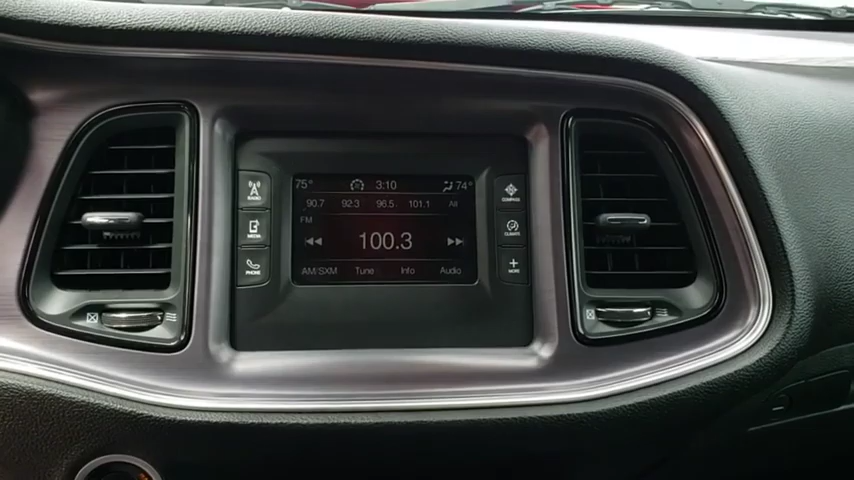 75° 3:10 74°
90.7 92.3 96.5 101.1 All
FM
100.3
AM/SXM Tune Info Audio
RADIO
MEDIA
PHONE
COMPASS
CLIMATE
MORE